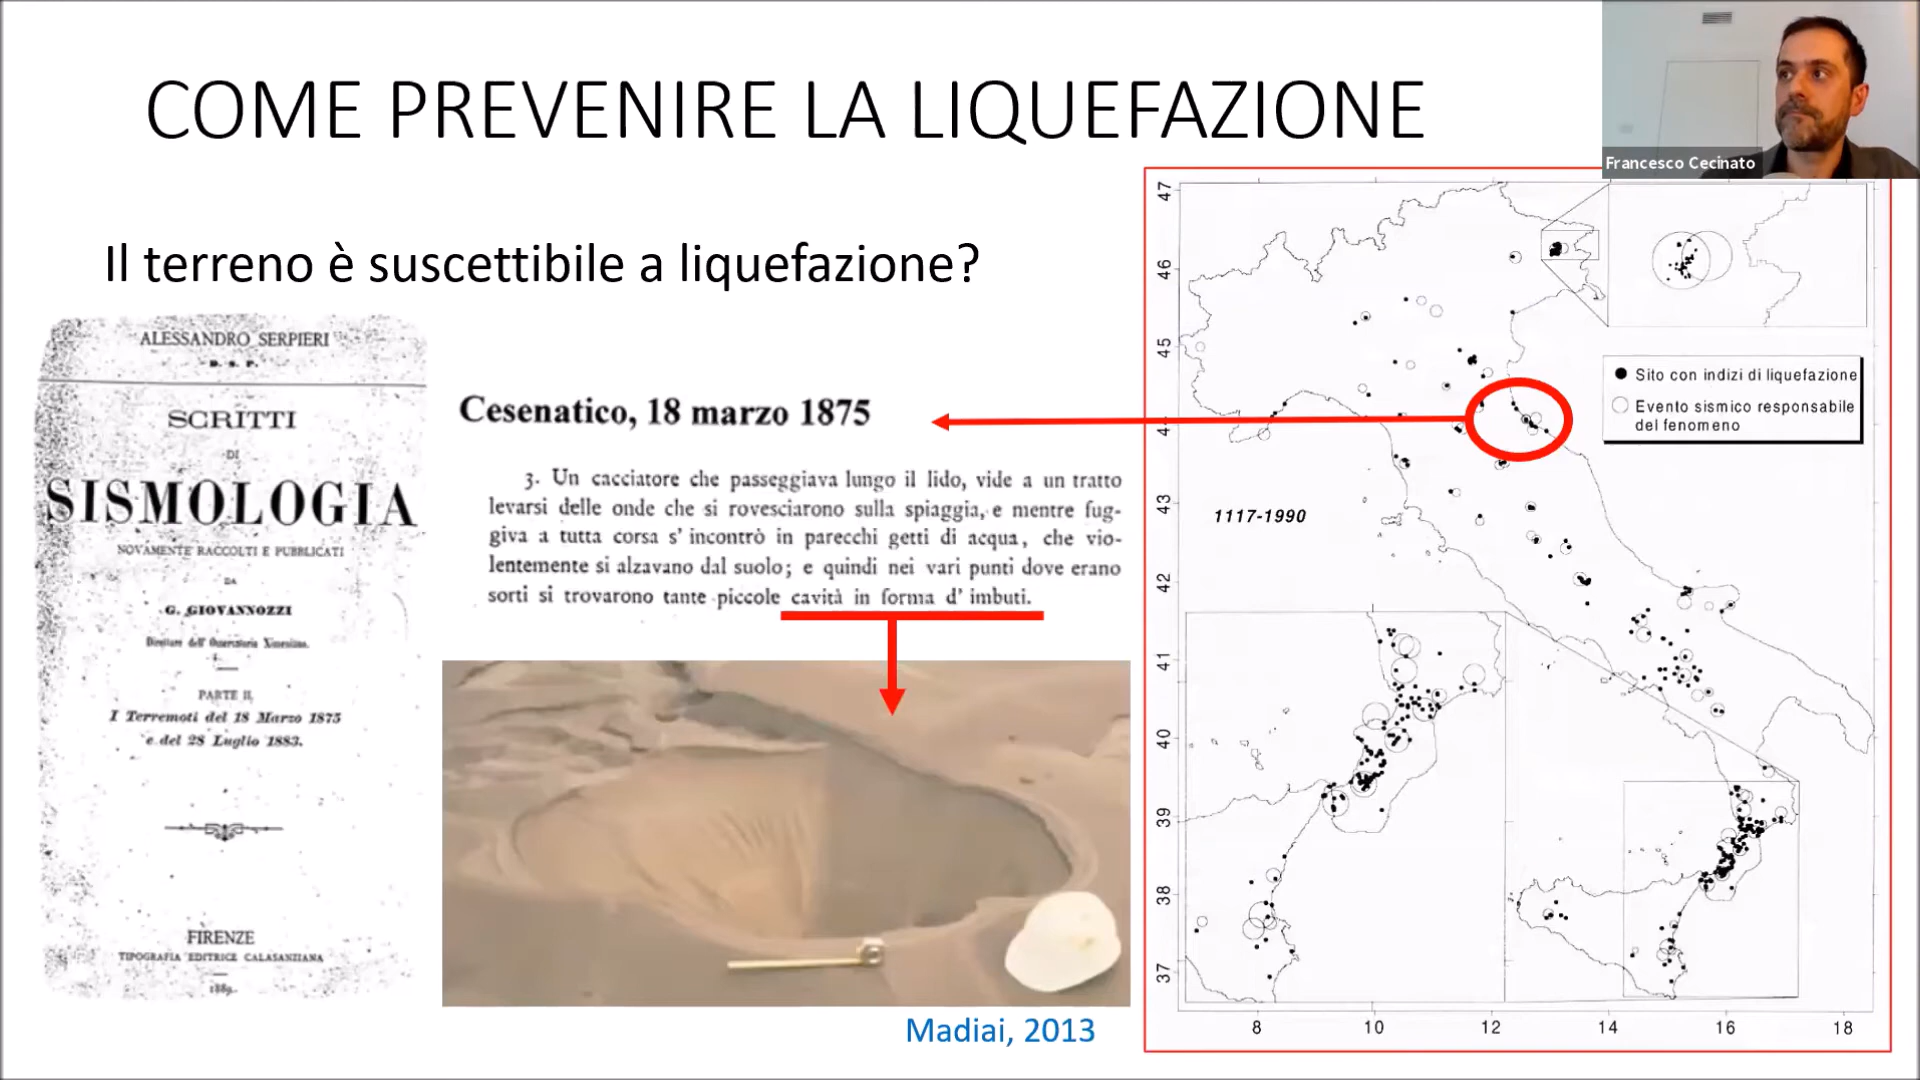 COME PREVENIRE LA LIQUEFAZIONE
Francesco Cecinato
Il terreno è suscettibile a liquefazione?
ALESSANDRO SERPIERI
D. S. P.
SCRITTI
DI
SISMOLOGIA
NOVAMENTE RACCOLTI E PUBBLICATI
DA
G. GIOVANNOZZI
Direttore dell' Osservatorio Ximeniano.
PARTE II,
I Terremoti del 18 Marzo 1875
e del 28 Luglio 1883.
FIRENZE
TIPOGRAFIA EDITRICE CALASANZIANA
1889.
Cesenatico, 18 marzo 1875
3. Un cacciatore che passeggiava lungo il lido, vide a un tratto
levarsi delle onde che si rovesciarono sulla spiaggia, e mentre fug-
giva a tutta corsa s' incontrò in parecchi getti di acqua, che vio-
lentemente si alzavano dal suolo; e quindi nei vari punti dove erano
sorti si trovarono tante piccole cavità in forma d' imbuti.
Madiai, 2013
47
46
45
44
43
42
41
40
39
38
37
8
10
12
14
16
18
1117-1990
Sito con indizi di liquefazione
Evento sismico responsabile
del fenomeno